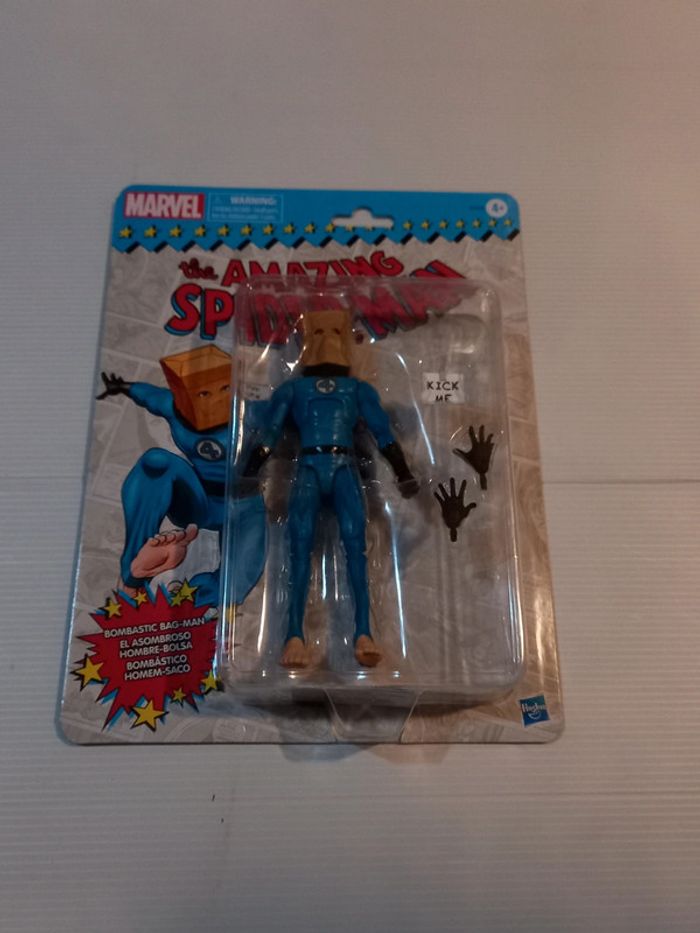 MARVEL
WARNING:
4+
the AMAZING
SPIDER-MAN
KICK
ME
BOMBASTIC BAG-MAN
EL ASOMBROSO
HOMBRE-BOLSA
BOMBÁSTICO
HOMEM-SACO
Hasbro